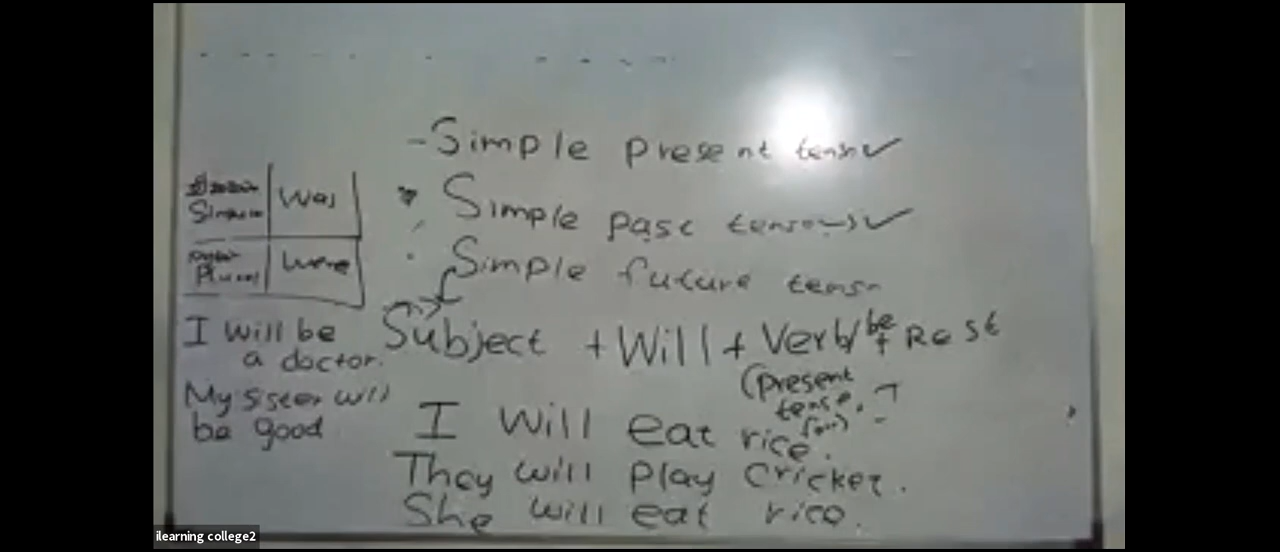 - Simple present tense ✓
Simple past tense ✓
Simple future tense
Singular Was
Plural Were
Subject + Will + Verb/be + Rest
(present tense form)
I will be
a doctor.
My sister will
be good
I will eat rice.
They will play cricket.
She will eat rice.
ilearning college2